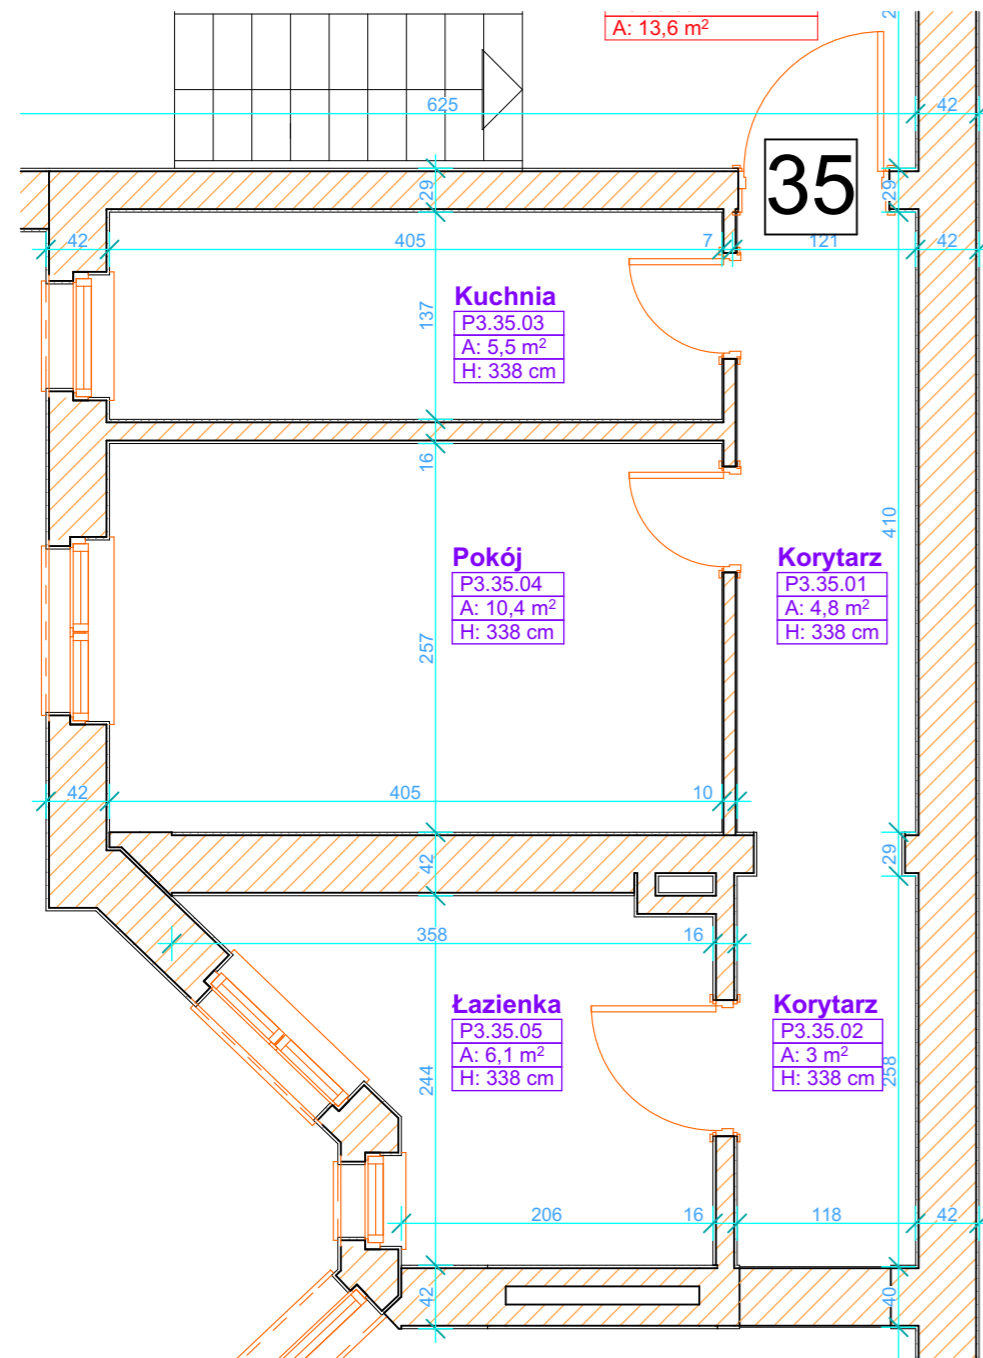 A: 13,6 m²
2
625
42
35
29
29
42
405
7
121
42
Kuchnia
P3.35.03
A: 5,5 m²
H: 338 cm
137
16
410
Pokój
P3.35.04
A: 10,4 m²
H: 338 cm
Korytarz
P3.35.01
A: 4,8 m²
H: 338 cm
257
42
405
10
42
29
358
16
Łazienka
P3.35.05
A: 6,1 m²
H: 338 cm
Korytarz
P3.35.02
A: 3 m²
H: 338 cm
244
258
206
16
118
42
42
40